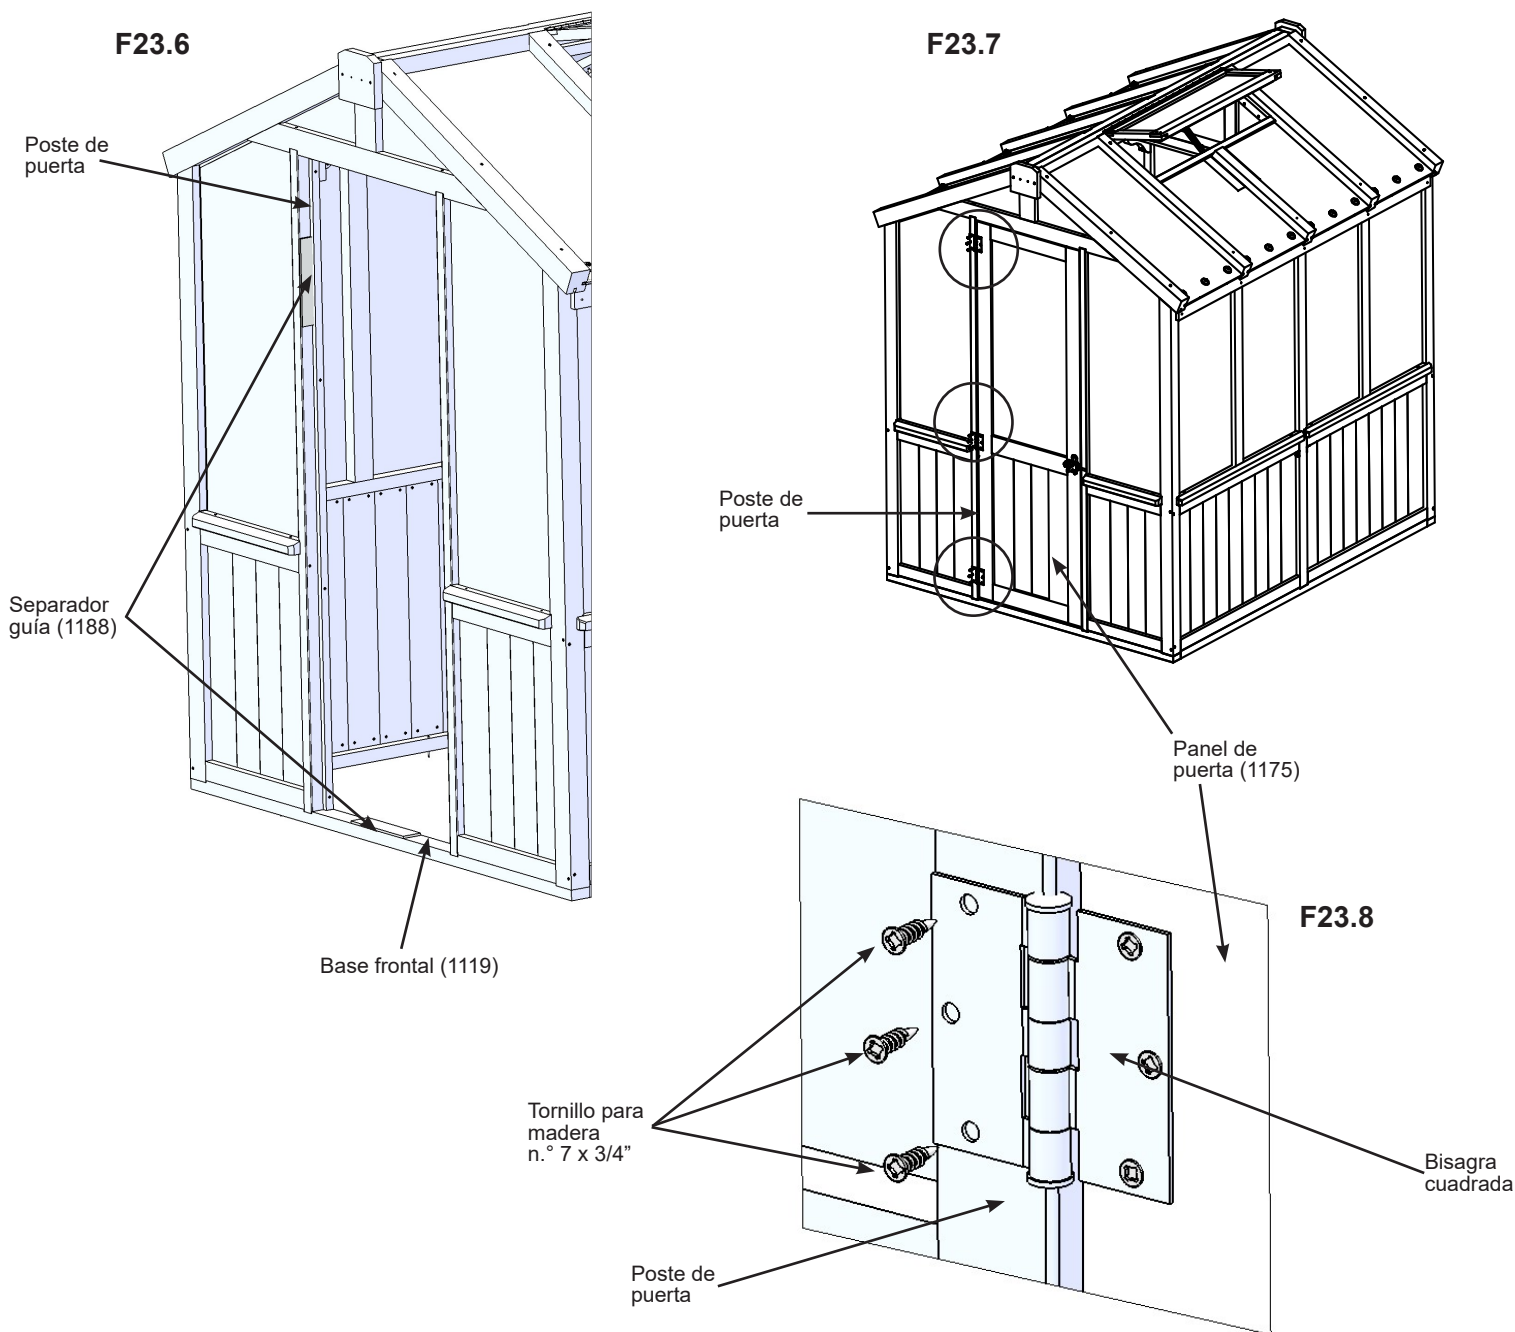 F23.6
Poste de
puerta
Separador
guía (1188)
Base frontal (1119)
F23.7
Poste de
puerta
Panel de
puerta (1175)
F23.8
Tornillo para
madera
n.° 7 x 3/4”
Bisagra
cuadrada
Poste de
puerta